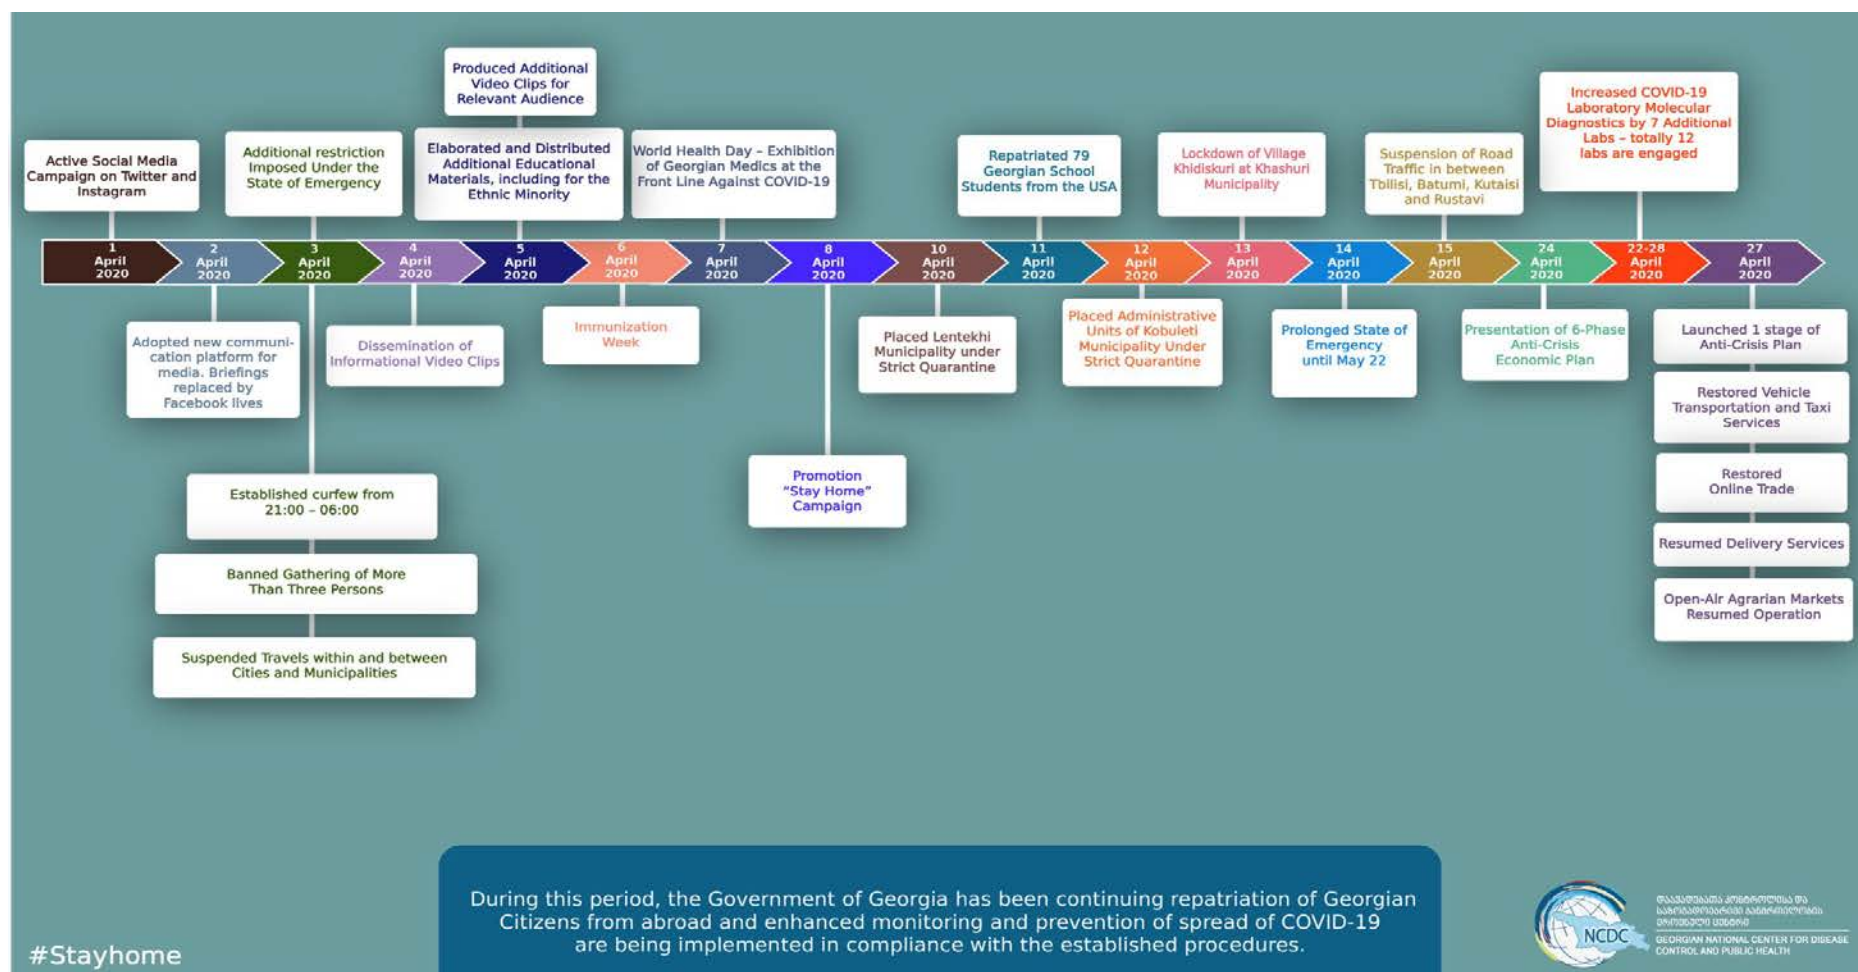 Produced Additional
Video Clips for
Relevant Audience
Active Social Media
Campaign on Twitter and
Instagram
Additional restriction
Imposed Under the
State of Emergency
Elaborated and Distributed
Additional Educational
Materials, including for the
Ethnic Minority
World Health Day – Exhibition
of Georgian Medics at the
Front Line Against COVID-19
Repatriated 79
Georgian School
Students from the USA
Lockdown of Village
Khidiskuri at Khashuri
Municipality
Suspension of Road
Traffic in between
Tbilisi, Batumi, Kutaisi
and Rustavi
Increased COVID-19
Laboratory Molecular
Diagnostics by 7 Additional
Labs – totally 12
labs are engaged
1
April
2020
2
April
2020
3
April
2020
4
April
2020
5
April
2020
6
April
2020
7
April
2020
8
April
2020
10
April
2020
11
April
2020
12
April
2020
13
April
2020
14
April
2020
15
April
2020
24
April
2020
22-28
April
2020
27
April
2020
Adopted new communi-
cation platform for
media. Briefings
replaced by
Facebook lives
Established curfew from
21:00 – 06:00
Banned Gathering of More
Than Three Persons
Suspended Travels within and between
Cities and Municipalities
Dissemination of
Informational Video Clips
Immunization
Week
Promotion
“Stay Home”
Campaign
Placed Lentekhi
Municipality under
Strict Quarantine
Placed Administrative
Units of Kobuleti
Municipality Under
Strict Quarantine
Prolonged State of
Emergency
until May 22
Presentation of 6-Phase
Anti-Crisis
Economic Plan
Launched 1 stage of
Anti-Crisis Plan
Restored Vehicle
Transportation and Taxi
Services
Restored
Online Trade
Resumed Delivery Services
Open-Air Agrarian Markets
Resumed Operation
During this period, the Government of Georgia has been continuing repatriation of Georgian
Citizens from abroad and enhanced monitoring and prevention of spread of COVID-19
are being implemented in compliance with the established procedures.
#Stayhome
NCDC
დაავადებათა კონტროლისა და
საზოგადოებრივი ჯანმრთელობის
ეროვნული ცენტრი
GEORGIAN NATIONAL CENTER FOR DISEASE
CONTROL AND PUBLIC HEALTH